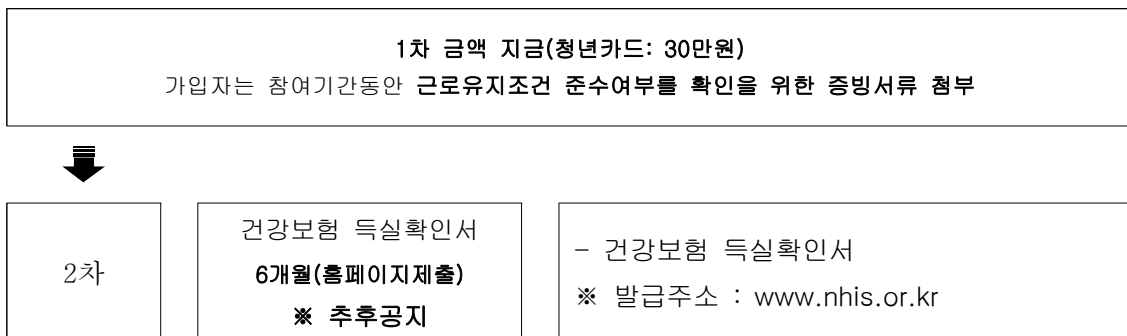 1차 금액 지급(청년카드: 30만원)
가입자는 참여기간동안 근로유지조건 준수여부를 확인을 위한 증빙서류 첨부
2차
건강보험 득실확인서
6개월(홈페이지제출)
※ 추후공지
- 건강보험 득실확인서
※ 발급주소 : www.nhis.or.kr